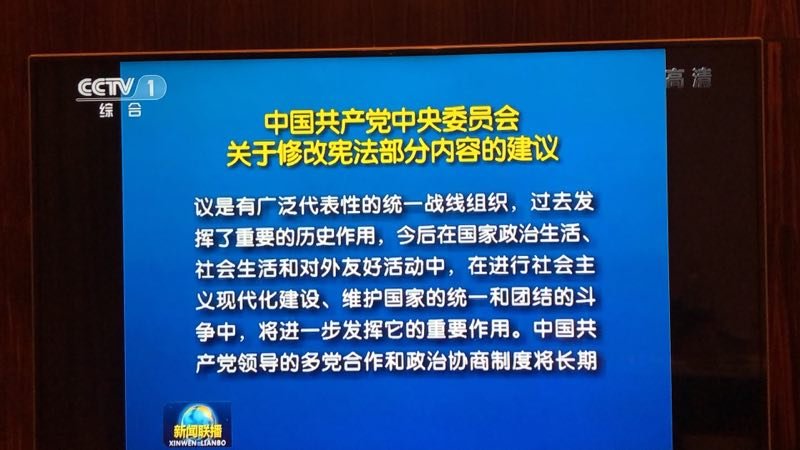 CCTV 1
综合
高清
中国共产党中央委员会
关于修改宪法部分内容的建议
议是有广泛代表性的统一战线组织，过去发
挥了重要的历史作用，今后在国家政治生活、
社会生活和对外友好活动中，在进行社会主
义现代化建设、维护国家的统一和团结的斗
争中，将进一步发挥它的重要作用。中国共
产党领导的多党合作和政治协商制度将长期
新闻联播
XINWEN LIANBO